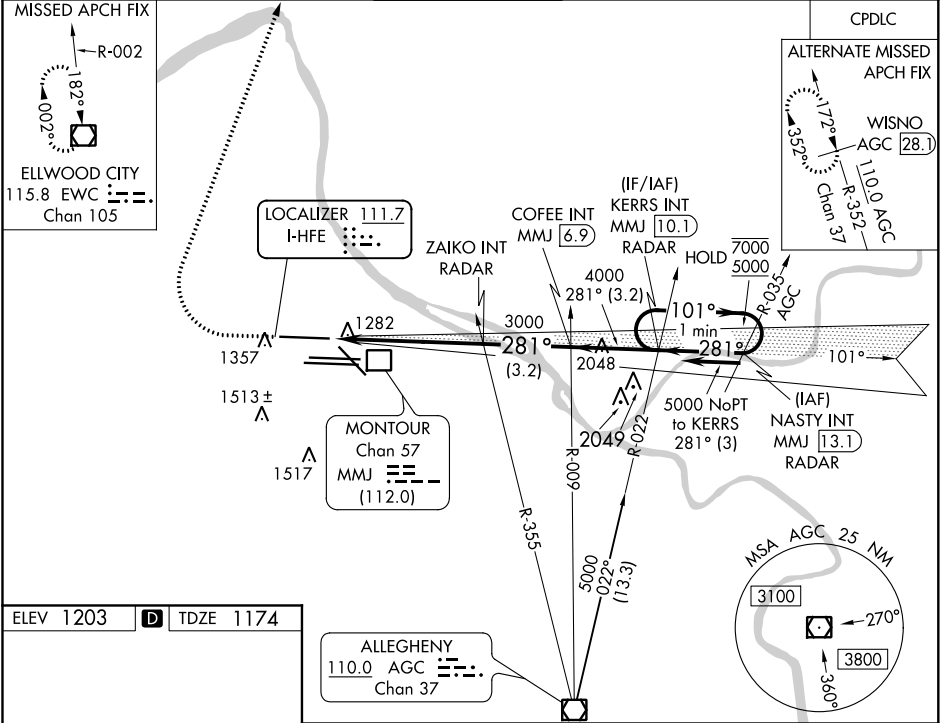 MISSED APCH FIX
R-002
182°
002°
ELLWOOD CITY
115.8 EWC
Chan 105
CPDLC
ALTERNATE MISSED
APCH FIX
172°
352°
WISNO
AGC 28.1
110.0 AGC
R-352
Chan 37
LOCALIZER 111.7
I-HFE
ZAIKO INT
RADAR
COFEE INT
MMJ 6.9
(IF/IAF)
KERRS INT
MMJ 10.1
RADAR
HOLD 7000
5000
R-035
AGC
4000
281° (3.2)
101°
1 min
281°
101°
3000
281°
(3.2)
2048
1282
1357
1513 ±
1517
2049
5000 NoPT
to KERRS
281° (3)
(IAF)
NASTY INT
MMJ 13.1
RADAR
MONTOUR
Chan 57
MMJ
(112.0)
R-355
R-009
R-022
5000
022°
(13.3)
MSA AGC 25 NM
3100
270°
3800
360°
ELEV 1203 D TDZE 1174
ALLEGHENY
110.0 AGC
Chan 37